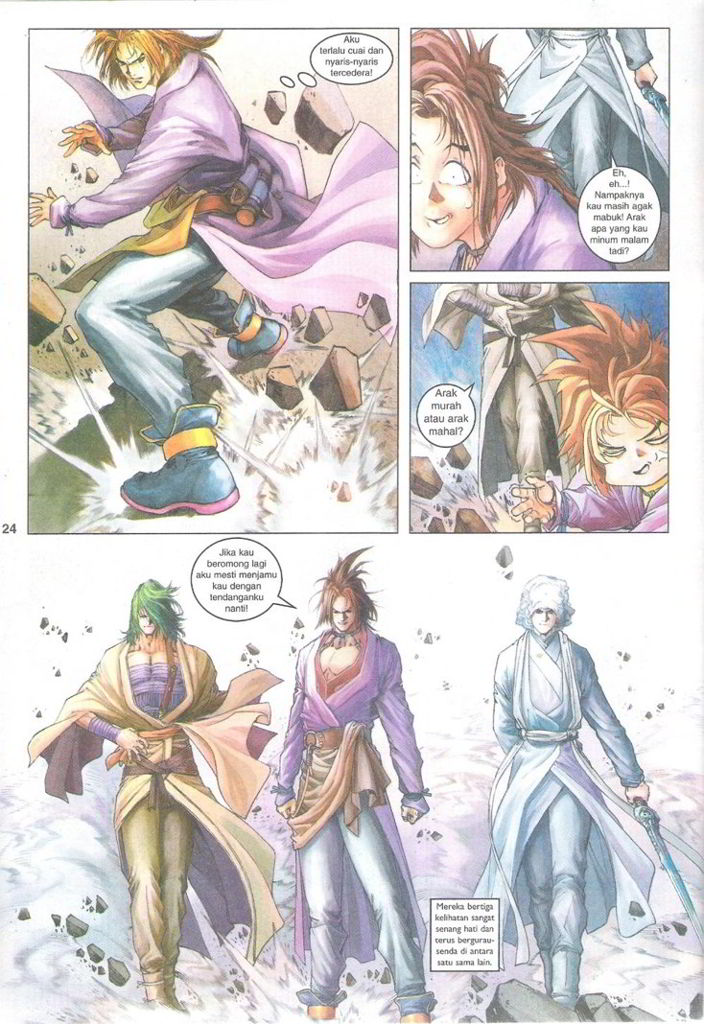 Aku
terlalu cuai dan
nyaris-nyaris
tercedera!
Eh,
eh...!
Nampaknya
kau masih agak
mabuk! Arak
apa yang kau
minum malam
tadi?
Arak
murah
atau arak
mahal?
24
Jika kau
beromong lagi
aku mesti menjamu
kau dengan
tendanganku
nanti!
Mereka bertiga
kelihatan sangat
senang hati dan
terus bergurau-
senda di antara
satu sama lain.